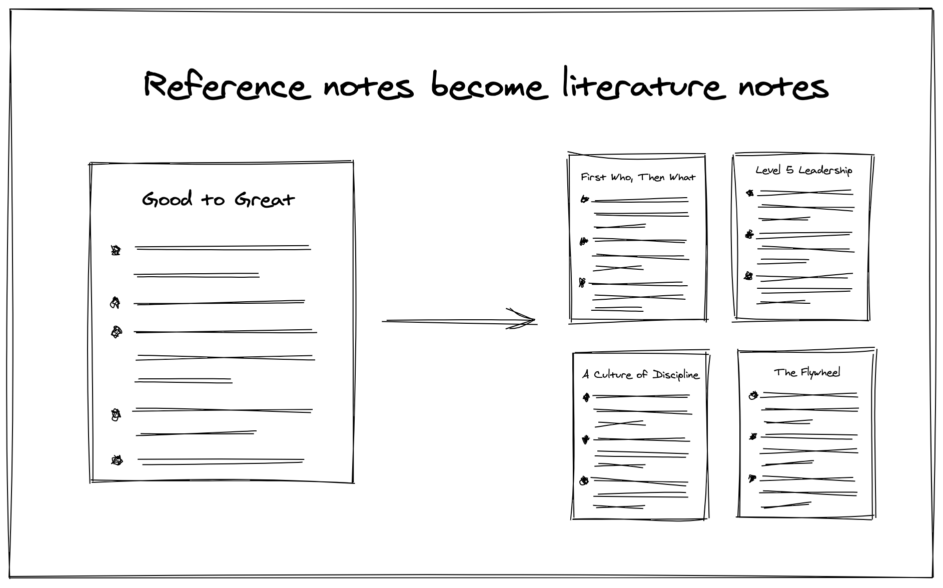 Reference notes become literature notes
Good to Great
First Who, Then What
Level 5 Leadership
A Culture of Discipline
The Flywheel